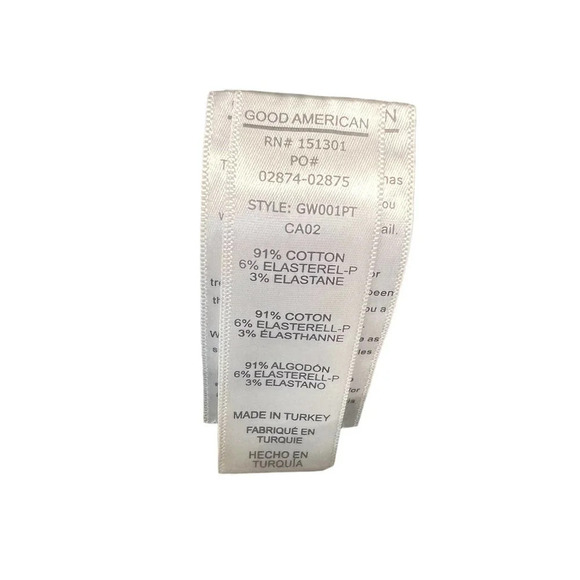 GOOD AMERICAN
RN# 151301
PO#
02874-02875
STYLE: GW001PT
CA02
91% COTTON
6% ELASTEREL-P
3% ELASTANE
91% COTON
6% ELASTERELL-P
3% ÉLASTHANNE
91% ALGODÓN
6% ELASTERELL-P
3% ELASTANO
MADE IN TURKEY
FABRIQUÉ EN
TURQUIE
HECHO EN
TURQUÍA